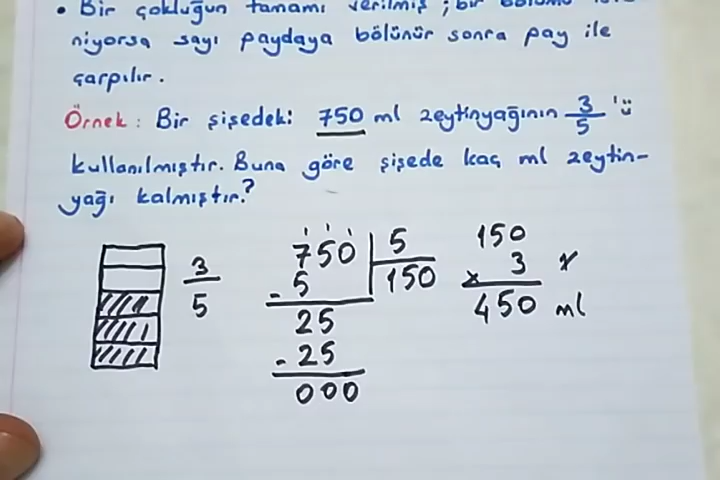 • Bir çokluğun tamamı verilmiş ; bir
niyorsa sayı paydaya bölünür sonra pay ile
çarpılır.
Örnek : Bir şişedeki 750 ml zeytinyağının 3/5 'ü
kullanılmıştır. Buna göre şişede kaç ml zeytin-
yağı kalmıştır?
3/5
750 | 5
150
- 5
25
- 25
000
150
x 3 x
450 ml